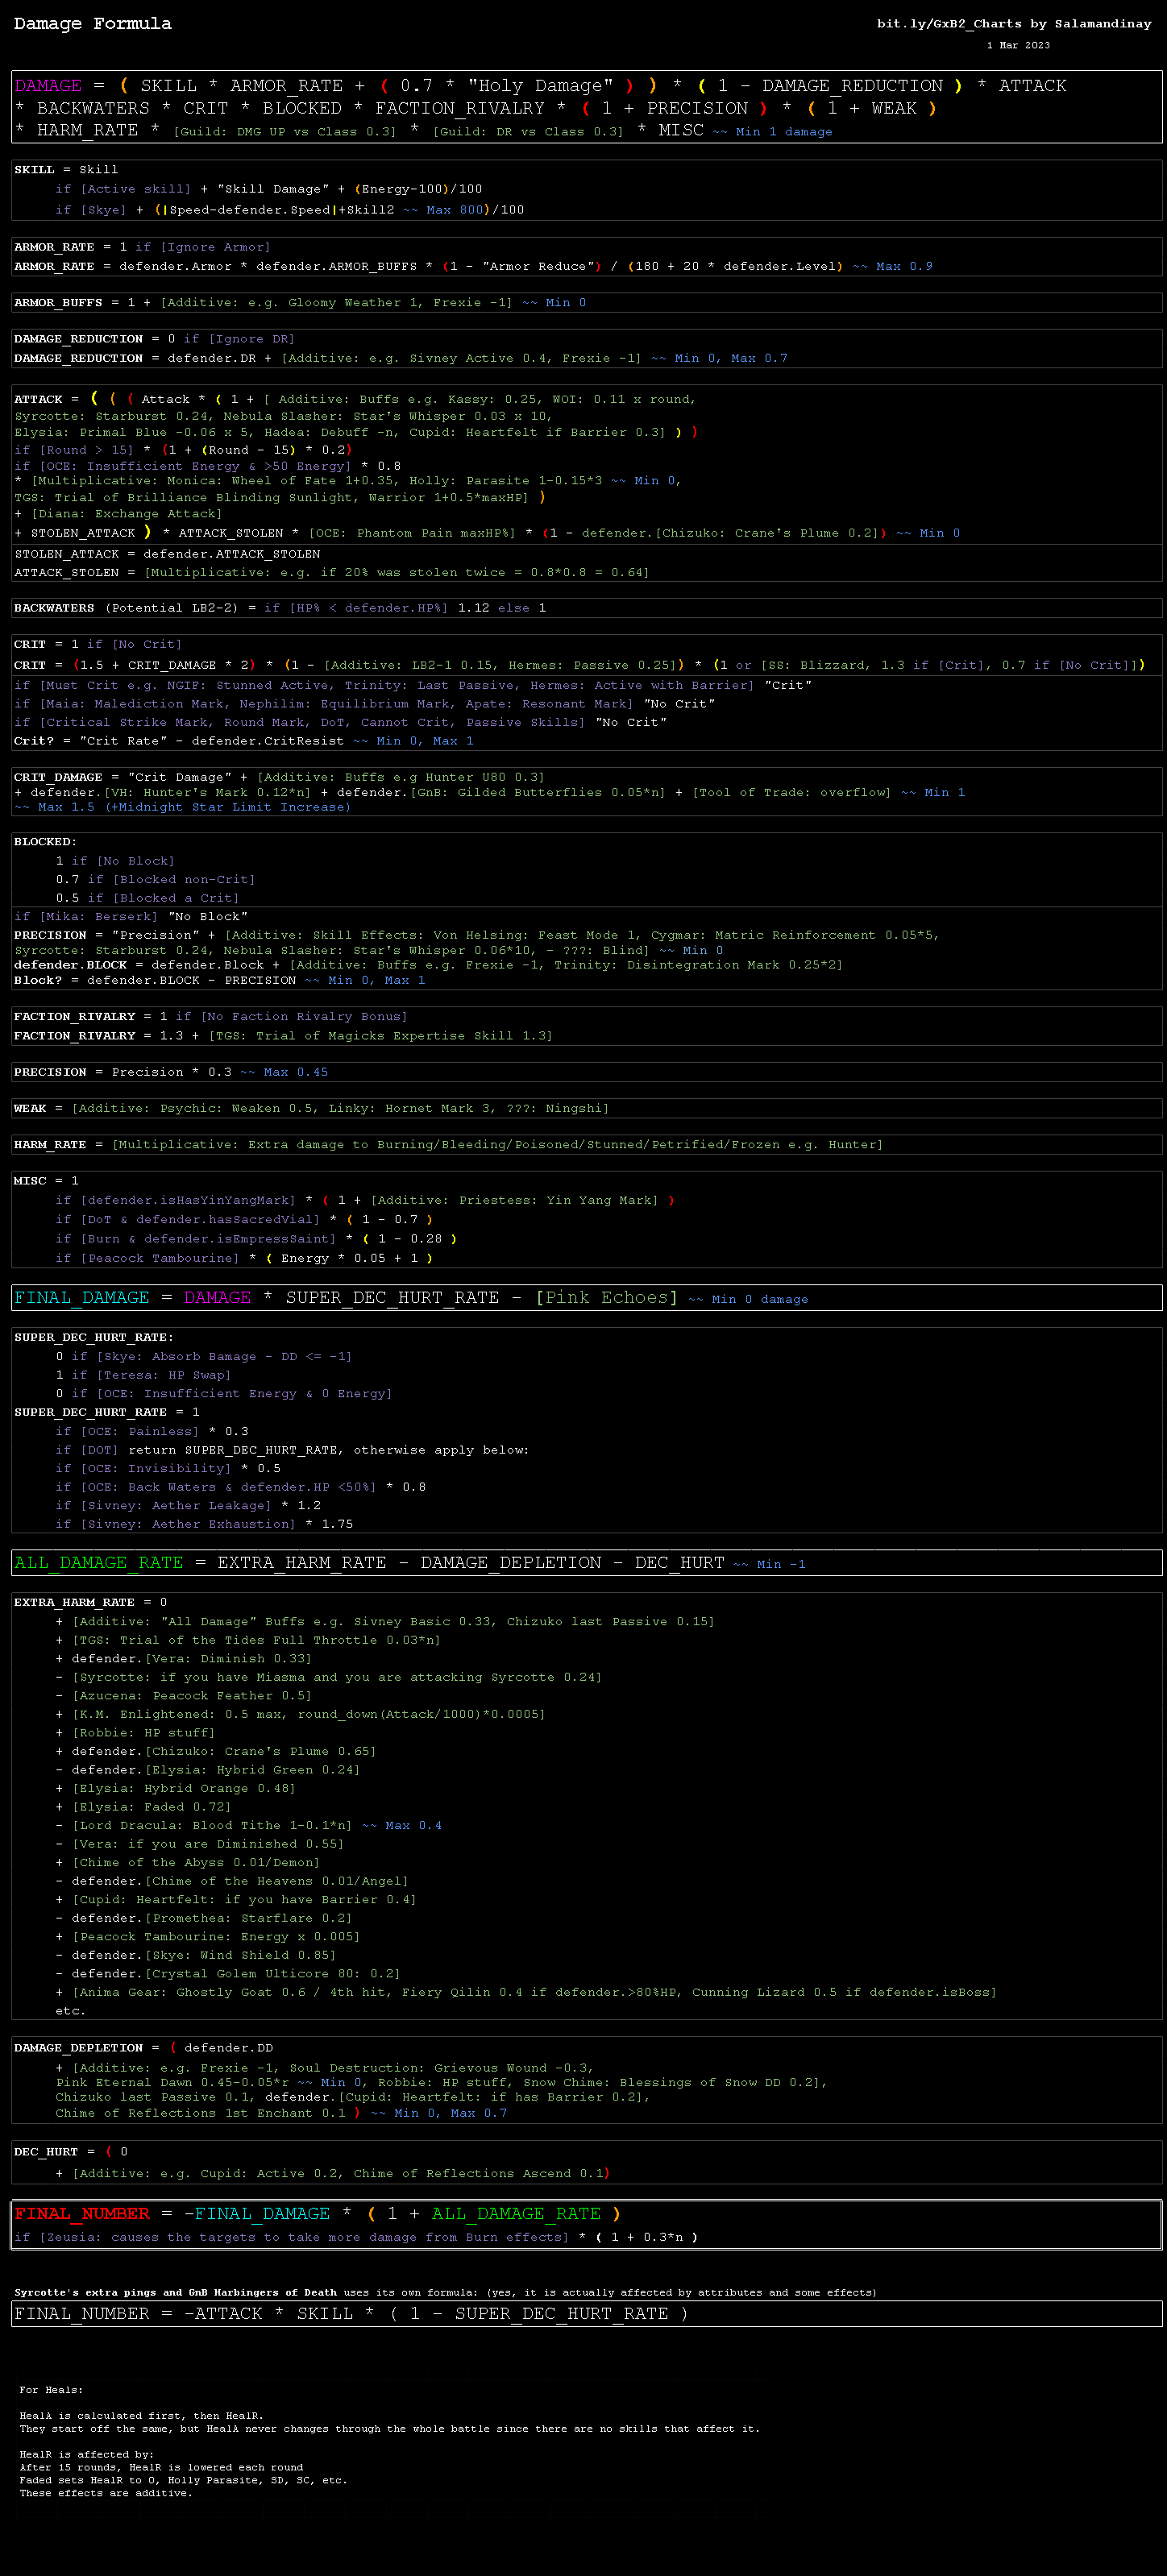 Damage Formula
bit.ly/GxB2_Charts by Salamandinay
1 Mar 2023
DAMAGE = ( SKILL * ARMOR_RATE + ( 0.7 * "Holy Damage" ) ) * ( 1 - DAMAGE_REDUCTION ) * ATTACK
* BACKWATERS * CRIT * BLOCKED * FACTION_RIVALRY * ( 1 + PRECISION ) * ( 1 + WEAK )
* HARM_RATE * [Guild: DMG UP vs Class 0.3] * [Guild: DR vs Class 0.3] * MISC ~~ Min 1 damage
SKILL = Skill
if [Active skill] + "Skill Damage" + (Energy-100)/100
if [Skye] + (|Speed-defender.Speed|+Skill2 ~~ Max 800)/100
ARMOR_RATE = 1 if [Ignore Armor]
ARMOR_RATE = defender.Armor * defender.ARMOR_BUFFS * (1 - "Armor Reduce") / (180 + 20 * defender.Level) ~~ Max 0.9
ARMOR_BUFFS = 1 + [Additive: e.g. Gloomy Weather 1, Frexie -1] ~~ Min 0
DAMAGE_REDUCTION = 0 if [Ignore DR]
DAMAGE_REDUCTION = defender.DR + [Additive: e.g. Sivney Active 0.4, Frexie -1] ~~ Min 0, Max 0.7
ATTACK = ( ( ( Attack * ( 1 + [ Additive: Buffs e.g. Kassy: 0.25, WOI: 0.11 x round,
Syrcotte: Starburst 0.24, Nebula Slasher: Star's Whisper 0.03 x 10,
Elysia: Primal Blue -0.06 x 5, Hadea: Debuff -n, Cupid: Heartfelt if Barrier 0.3] ) )
if [Round > 15] * (1 + (Round - 15) * 0.2)
if [OCE: Insufficient Energy & >50 Energy] * 0.8
* [Multiplicative: Monica: Wheel of Fate 1+0.35, Holly: Parasite 1-0.15*3 ~~ Min 0,
TGS: Trial of Brilliance Blinding Sunlight, Warrior 1+0.5*maxHP] )
+ [Diana: Exchange Attack]
+ STOLEN_ATTACK ) * ATTACK_STOLEN * [OCE: Phantom Pain maxHP%] * (1 - defender.[Chizuko: Crane's Plume 0.2]) ~~ Min 0
STOLEN_ATTACK = defender.ATTACK_STOLEN
ATTACK_STOLEN = [Multiplicative: e.g. if 20% was stolen twice = 0.8*0.8 = 0.64]
BACKWATERS (Potential LB2-2) = if [HP% < defender.HP%] 1.12 else 1
CRIT = 1 if [No Crit]
CRIT = (1.5 + CRIT_DAMAGE * 2) * (1 - [Additive: LB2-1 0.15, Hermes: Passive 0.25]) * (1 or [SS: Blizzard, 1.3 if [Crit], 0.7 if [No Crit]])
if [Must Crit e.g. NGIF: Stunned Active, Trinity: Last Passive, Hermes: Active with Barrier] "Crit"
if [Maia: Malediction Mark, Nephilim: Equilibrium Mark, Apate: Resonant Mark] "No Crit"
if [Critical Strike Mark, Round Mark, DoT, Cannot Crit, Passive Skills] "No Crit"
Crit? = "Crit Rate" - defender.CritResist ~~ Min 0, Max 1
CRIT_DAMAGE = "Crit Damage" + [Additive: Buffs e.g Hunter U80 0.3]
+ defender.[VH: Hunter's Mark 0.12*n] + defender.[GnB: Gilded Butterflies 0.05*n] + [Tool of Trade: overflow] ~~ Min 1
~~ Max 1.5 (+Midnight Star Limit Increase)
BLOCKED:
1 if [No Block]
0.7 if [Blocked non-Crit]
0.5 if [Blocked a Crit]
if [Mika: Berserk] "No Block"
PRECISION = "Precision" + [Additive: Skill Effects: Von Helsing: Feast Mode 1, Cygmar: Matric Reinforcement 0.05*5,
Syrcotte: Starburst 0.24, Nebula Slasher: Star's Whisper 0.06*10, - ???: Blind] ~~ Min 0
defender.BLOCK = defender.Block + [Additive: Buffs e.g. Frexie -1, Trinity: Disintegration Mark 0.25*2]
Block? = defender.BLOCK - PRECISION ~~ Min 0, Max 1
FACTION_RIVALRY = 1 if [No Faction Rivalry Bonus]
FACTION_RIVALRY = 1.3 + [TGS: Trial of Magicks Expertise Skill 1.3]
PRECISION = Precision * 0.3 ~~ Max 0.45
WEAK = [Additive: Psychic: Weaken 0.5, Linky: Hornet Mark 3, ???: Ningshi]
HARM_RATE = [Multiplicative: Extra damage to Burning/Bleeding/Poisoned/Stunned/Petrified/Frozen e.g. Hunter]
MISC = 1
if [defender.isHasYinYangMark] * ( 1 + [Additive: Priestess: Yin Yang Mark] )
if [DoT & defender.hasSacredVial] * ( 1 - 0.7 )
if [Burn & defender.isEmpressSaint] * ( 1 - 0.28 )
if [Peacock Tambourine] * ( Energy * 0.05 + 1 )
FINAL_DAMAGE = DAMAGE * SUPER_DEC_HURT_RATE - [Pink Echoes] ~~ Min 0 damage
SUPER_DEC_HURT_RATE:
0 if [Skye: Absorb Bamage - DD <= -1]
1 if [Teresa: HP Swap]
0 if [OCE: Insufficient Energy & 0 Energy]
SUPER_DEC_HURT_RATE = 1
if [OCE: Painless] * 0.3
if [DOT] return SUPER_DEC_HURT_RATE, otherwise apply below:
if [OCE: Invisibility] * 0.5
if [OCE: Back Waters & defender.HP <50%] * 0.8
if [Sivney: Aether Leakage] * 1.2
if [Sivney: Aether Exhaustion] * 1.75
ALL_DAMAGE_RATE = EXTRA_HARM_RATE - DAMAGE_DEPLETION - DEC_HURT ~~ Min -1
EXTRA_HARM_RATE = 0
+ [Additive: "All Damage" Buffs e.g. Sivney Basic 0.33, Chizuko last Passive 0.15]
+ [TGS: Trial of the Tides Full Throttle 0.03*n]
+ defender.[Vera: Diminish 0.33]
- [Syrcotte: if you have Miasma and you are attacking Syrcotte 0.24]
- [Azucena: Peacock Feather 0.5]
+ [K.M. Enlightened: 0.5 max, round_down(Attack/1000)*0.0005]
+ [Robbie: HP stuff]
+ defender.[Chizuko: Crane's Plume 0.65]
- defender.[Elysia: Hybrid Green 0.24]
+ [Elysia: Hybrid Orange 0.48]
+ [Elysia: Faded 0.72]
- [Lord Dracula: Blood Tithe 1-0.1*n] ~~ Max 0.4
- [Vera: if you are Diminished 0.55]
+ [Chime of the Abyss 0.01/Demon]
- defender.[Chime of the Heavens 0.01/Angel]
+ [Cupid: Heartfelt: if you have Barrier 0.4]
- defender.[Promethea: Starflare 0.2]
+ [Peacock Tambourine: Energy x 0.005]
- defender.[Skye: Wind Shield 0.85]
- defender.[Crystal Golem Ulticore 80: 0.2]
+ [Anima Gear: Ghostly Goat 0.6 / 4th hit, Fiery Qilin 0.4 if defender.>80%HP, Cunning Lizard 0.5 if defender.isBoss]
etc.
DAMAGE_DEPLETION = ( defender.DD
+ [Additive: e.g. Frexie -1, Soul Destruction: Grievous Wound -0.3,
Pink Eternal Dawn 0.45-0.05*r ~~ Min 0, Robbie: HP stuff, Snow Chime: Blessings of Snow DD 0.2],
Chizuko last Passive 0.1, defender.[Cupid: Heartfelt: if has Barrier 0.2],
Chime of Reflections 1st Enchant 0.1 ) ~~ Min 0, Max 0.7
DEC_HURT = ( 0
+ [Additive: e.g. Cupid: Active 0.2, Chime of Reflections Ascend 0.1)
FINAL_NUMBER = -FINAL_DAMAGE * ( 1 + ALL_DAMAGE_RATE )
if [Zeusia: causes the targets to take more damage from Burn effects] * ( 1 + 0.3*n )
Syrcotte's extra pings and GnB Harbingers of Death uses its own formula: (yes, it is actually affected by attributes and some effects)
FINAL_NUMBER = -ATTACK * SKILL * ( 1 - SUPER_DEC_HURT_RATE )
For Heals:
HealA is calculated first, then HealR.
They start off the same, but HealA never changes through the whole battle since there are no skills that affect it.
HealR is affected by:
After 15 rounds, HealR is lowered each round
Faded sets HealR to 0, Holly Parasite, SD, SC, etc.
These effects are additive.